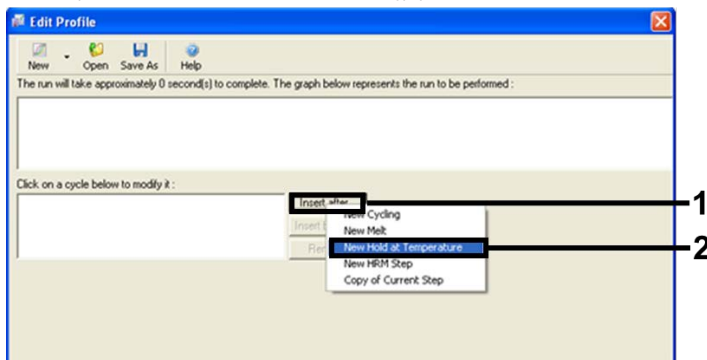 Edit Profile
New Open Save As Help
The run will take approximately 0 second(s) to complete. The graph below represents the run to be performed :
Click on a cycle below to modify it :
Insert after
1
New Cycling
Insert
New Melt
New Hold at Temperature
2
New HRM Step
Copy of Current Step